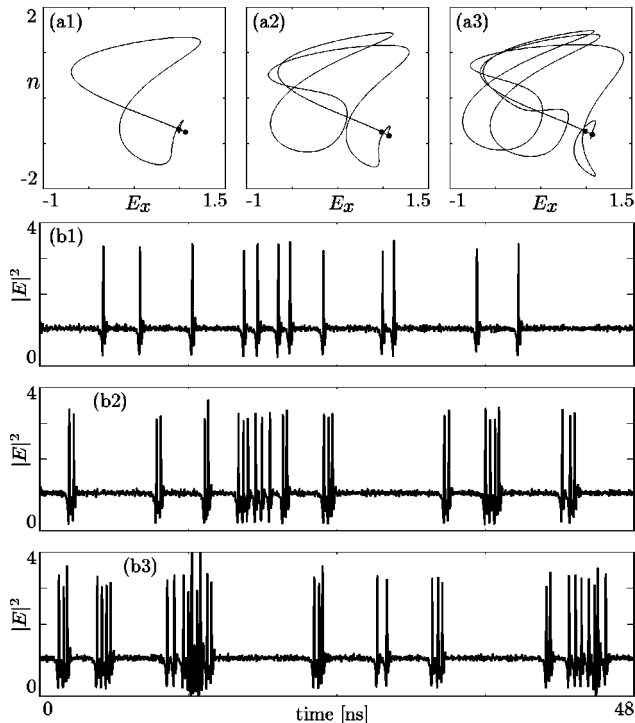 2 (a1) (a2) (a3)
n
-2
-1 Ex 1.5 -1 Ex 1.5 -1 Ex 1.5
4 (b1)
|E|²
0
4 (b2)
|E|²
0
4 (b3)
|E|²
0
0 time [ns] 48